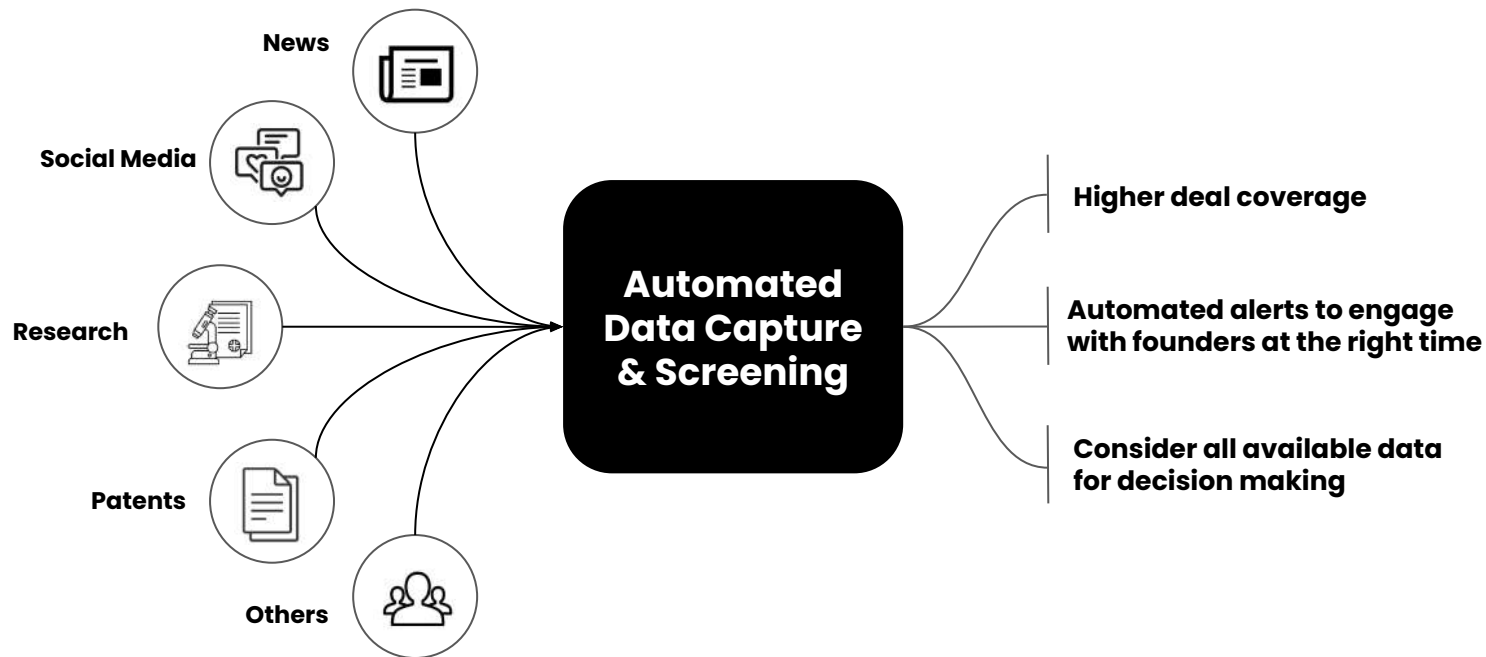 News
Social Media
Research
Patents
Others
Automated
Data Capture
& Screening
Higher deal coverage
Automated alerts to engage
with founders at the right time
Consider all available data
for decision making